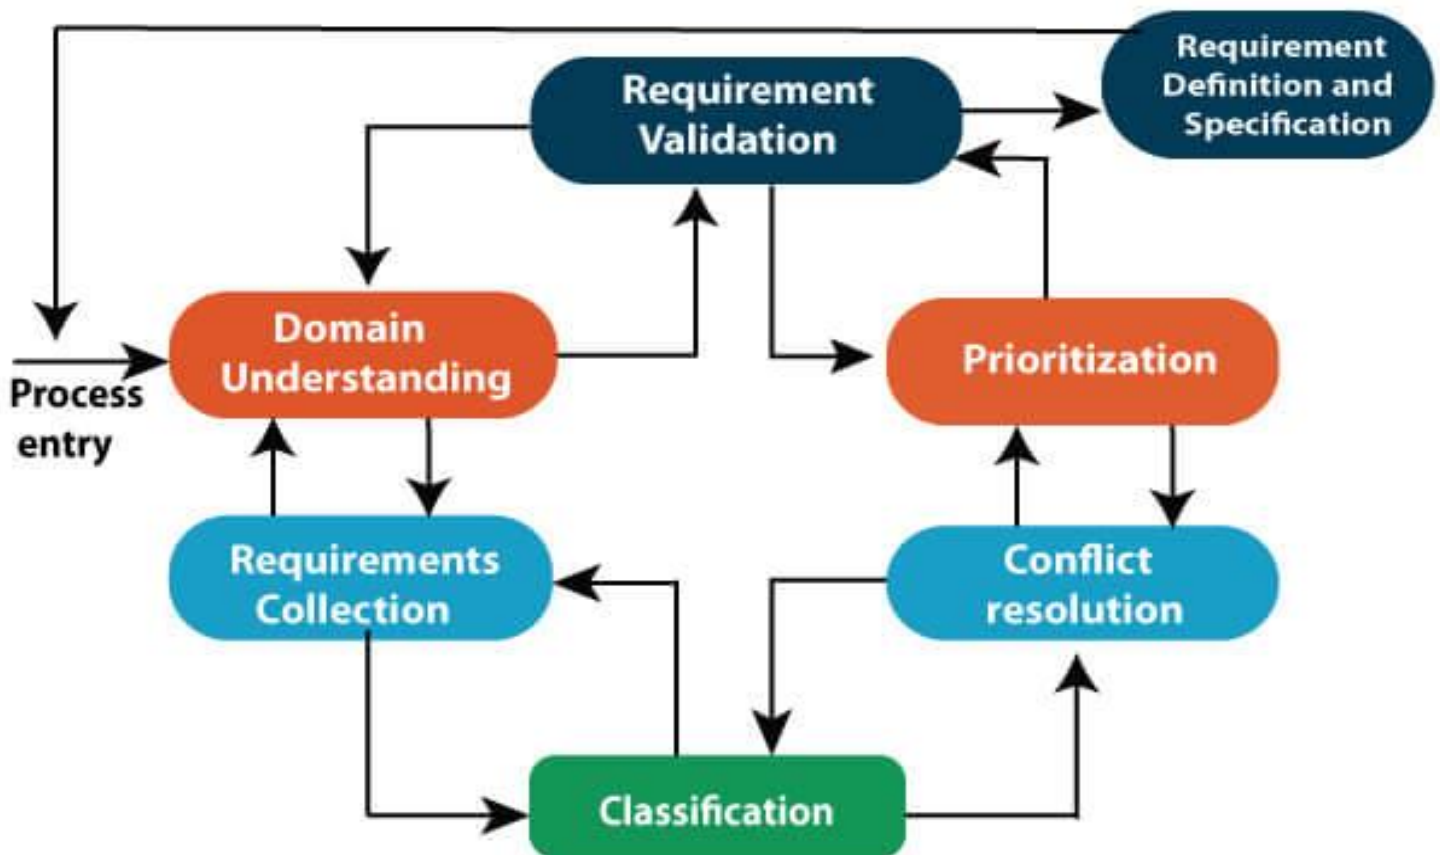 Requirement
Definition and
Specification
Requirement
Validation
Domain
Understanding
Prioritization
Process
entry
Requirements
Collection
Conflict
resolution
Classification